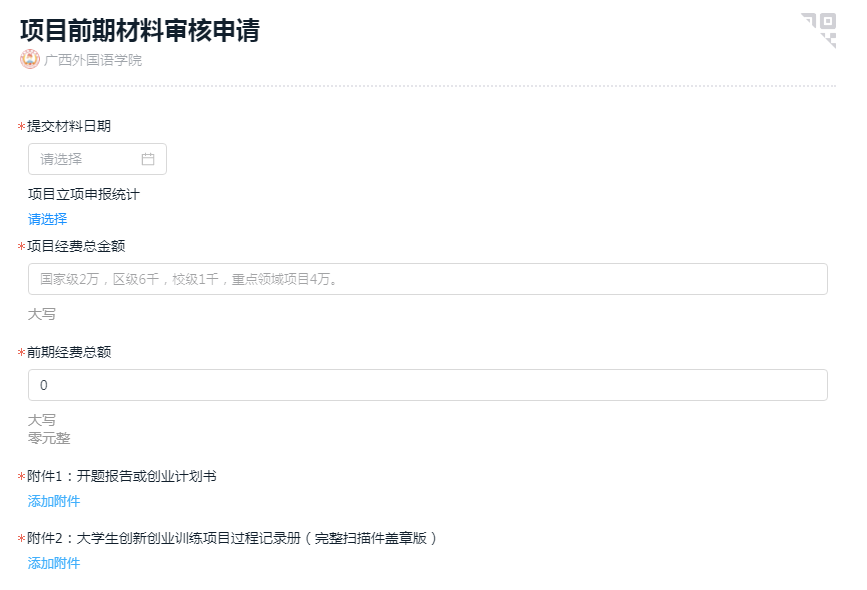 项目前期材料审核申请
广西外国语学院
*提交材料日期
请选择
项目立项申报统计
请选择
*项目经费总金额
国家级2万，区级6千，校级1千，重点领域项目4万。
大写
*前期经费总额
0
大写
零元整
*附件1：开题报告或创业计划书
添加附件
*附件2：大学生创新创业训练项目过程记录册（完整扫描件盖章版）
添加附件